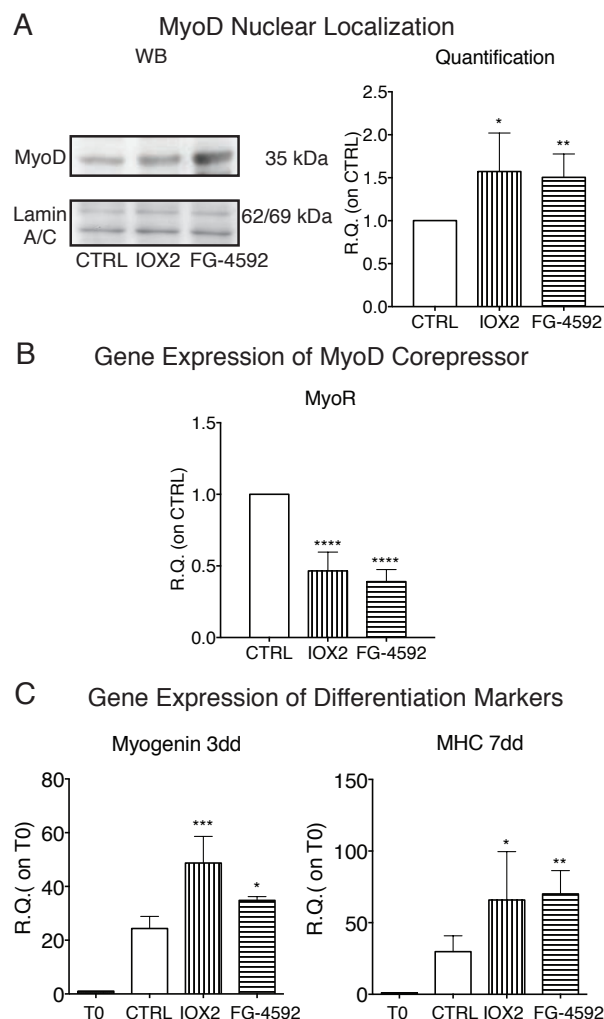 A MyoD Nuclear Localization
WB
MyoD 35 kDa
Lamin A/C 62/69 kDa
CTRL IOX2 FG-4592
Quantification
R.Q. (on CTRL)
2.5
2.0
1.5
1.0
0.5
0.0
* **
CTRL IOX2 FG-4592
B Gene Expression of MyoD Corepressor
MyoR
R.Q. (on CTRL)
1.5
1.0
0.5
0.0
**** ****
CTRL IOX2 FG-4592
C Gene Expression of Differentiation Markers
Myogenin 3dd
R.Q.( on T0)
80
60
40
20
0
*** *
T0 CTRL IOX2 FG-4592
MHC 7dd
R.Q.( on T0)
150
100
50
0
* **
T0 CTRL IOX2 FG-4592